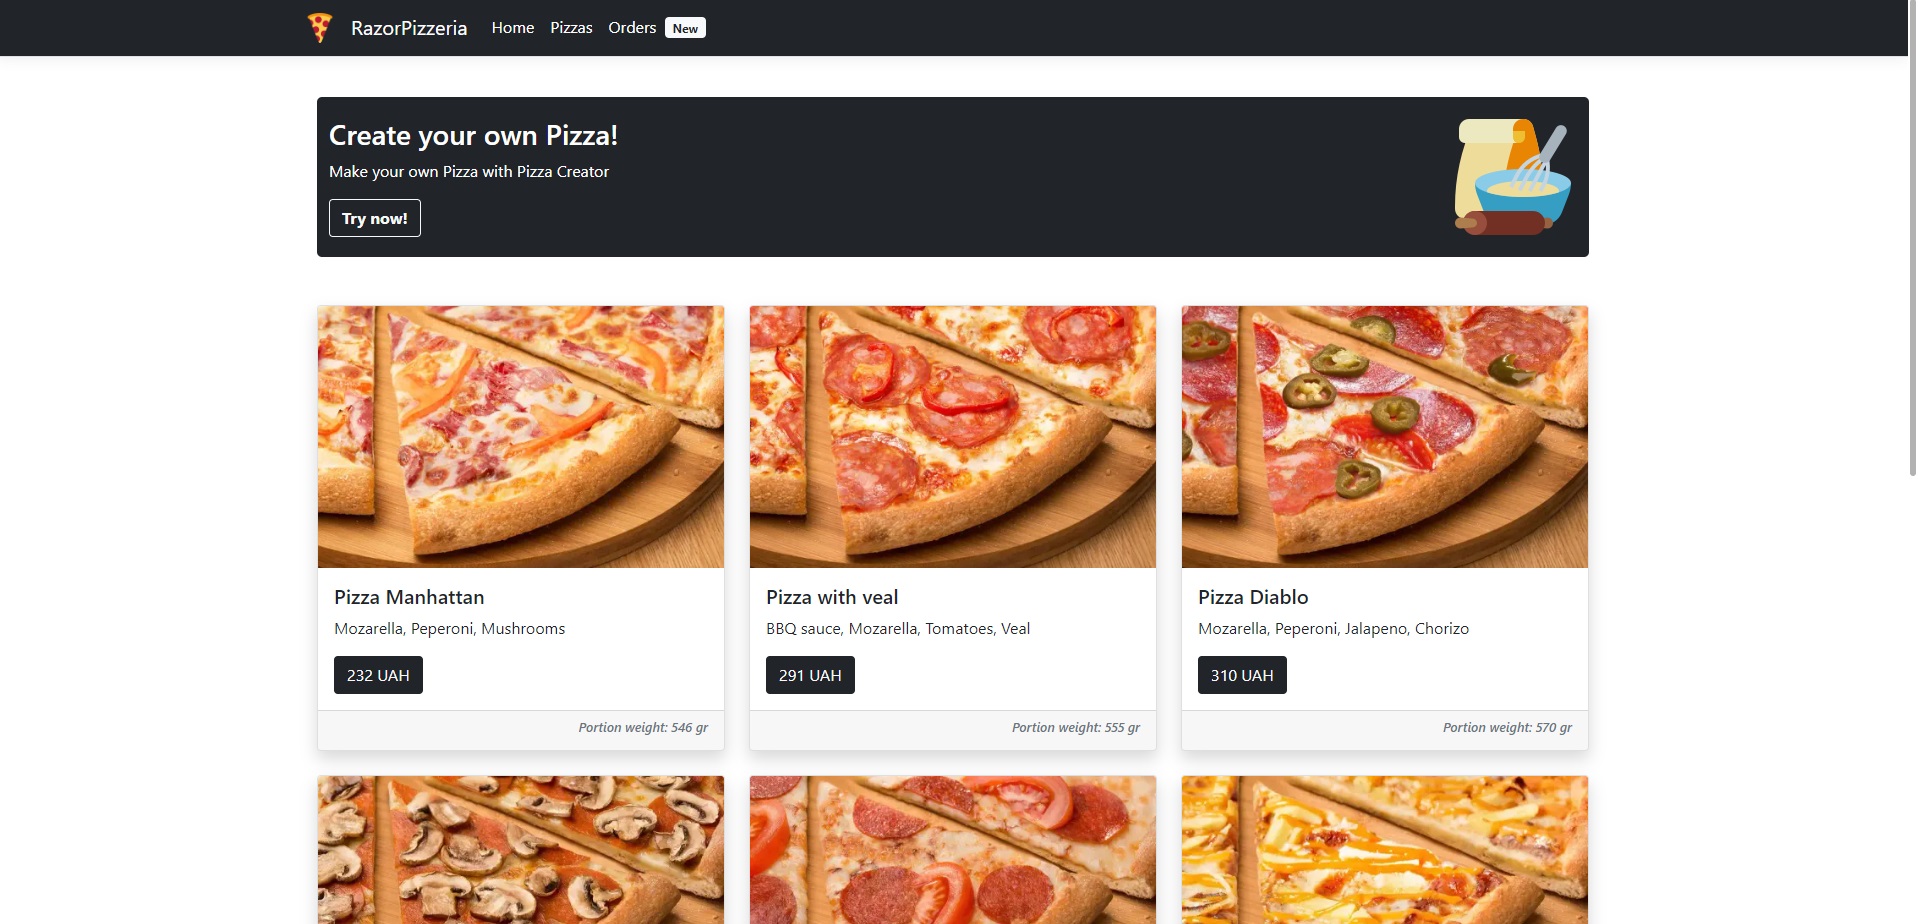 RazorPizzeria Home Pizzas Orders New
Create your own Pizza!
Make your own Pizza with Pizza Creator
Try now!
Pizza Manhattan
Mozarella, Peperoni, Mushrooms
232 UAH
Portion weight: 546 gr
Pizza with veal
BBQ sauce, Mozarella, Tomatoes, Veal
291 UAH
Portion weight: 555 gr
Pizza Diablo
Mozarella, Peperoni, Jalapeno, Chorizo
310 UAH
Portion weight: 570 gr